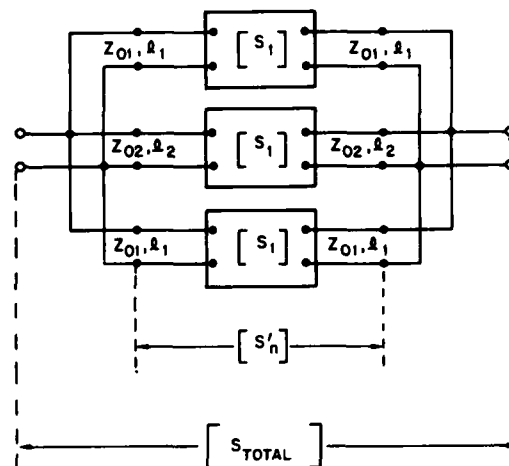 Z01, ℓ1 [ S1 ] Z01, ℓ1
Z02, ℓ2 [ S1 ] Z02, ℓ2
Z01, ℓ1 [ S1 ] Z01, ℓ1
[ S'n ]
[ STOTAL ]